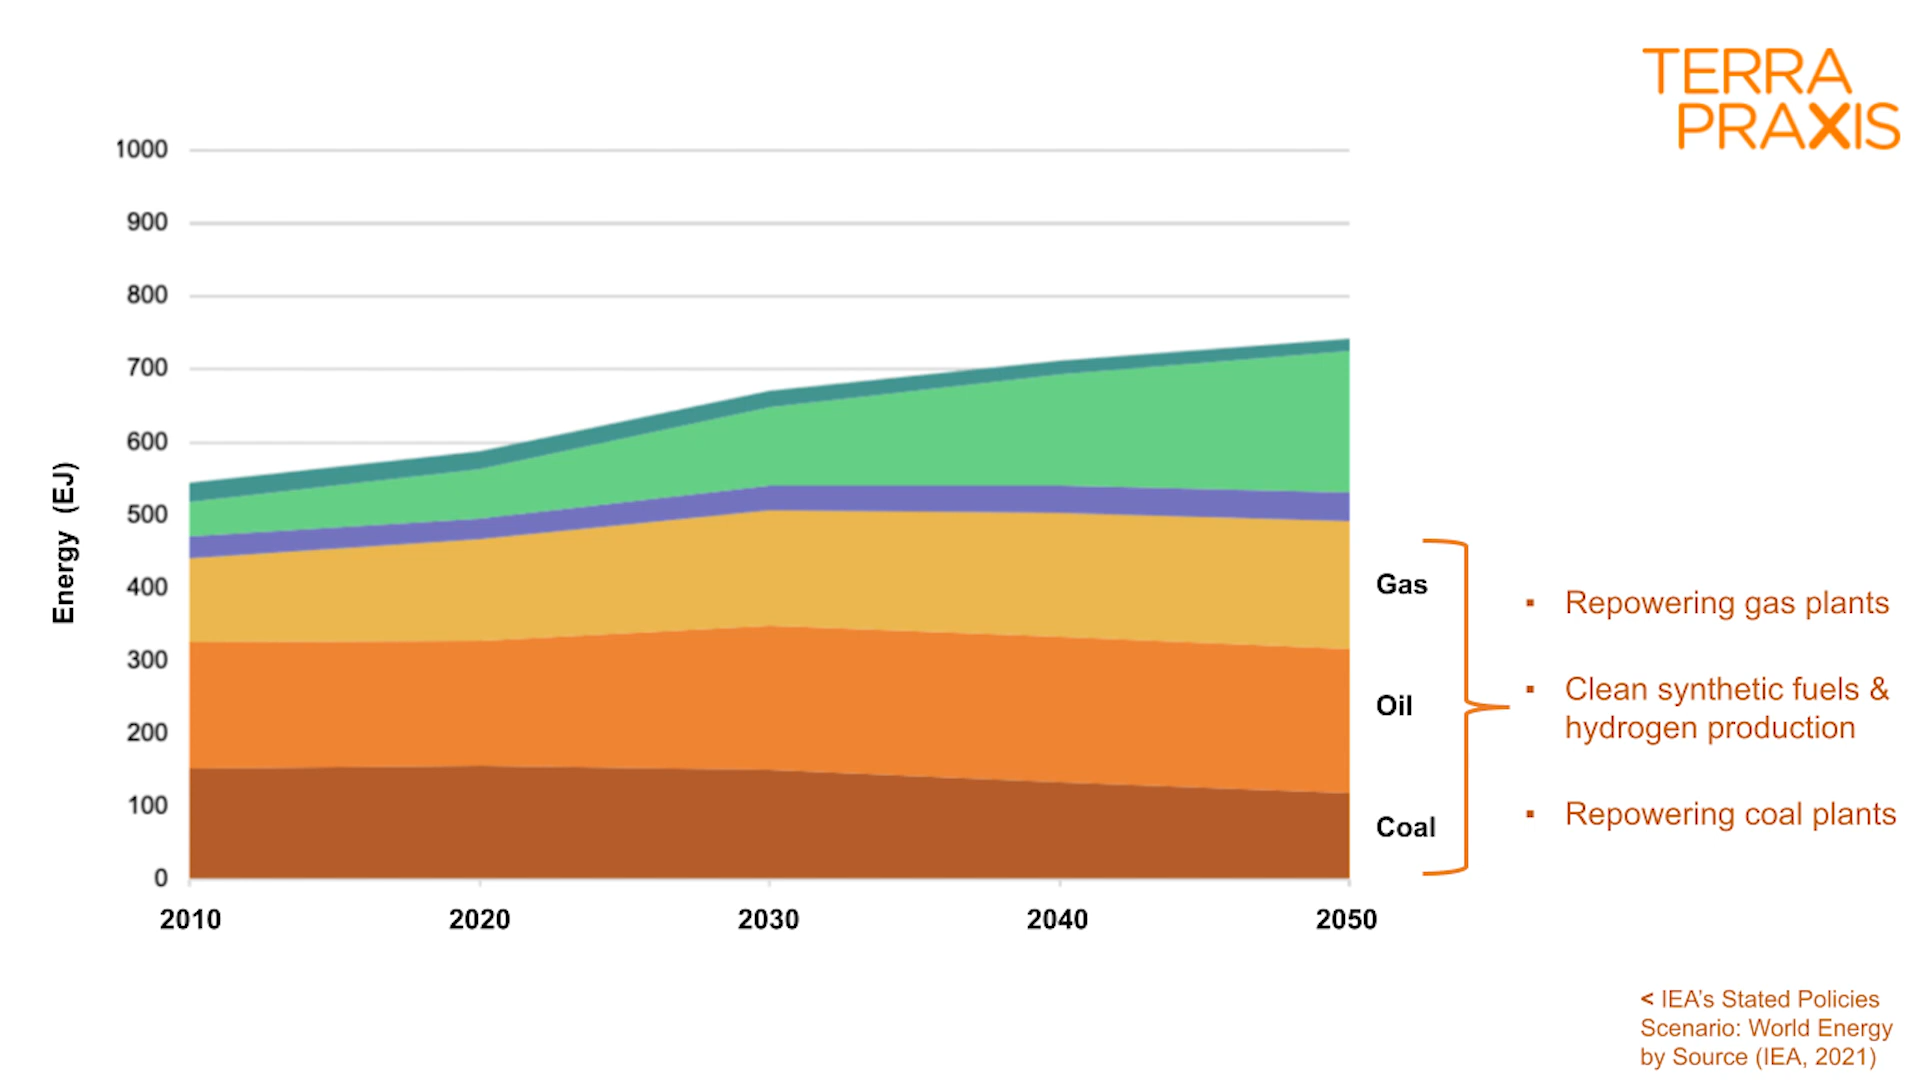 TERRA
PRAXIS
1000
900
800
700
600
500
400
300
200
100
0
Energy (EJ)
2010 2020 2030 2040 2050
Gas
Oil
Coal
▪ Repowering gas plants
▪ Clean synthetic fuels &
hydrogen production
▪ Repowering coal plants
< IEA’s Stated Policies
Scenario: World Energy
by Source (IEA, 2021)